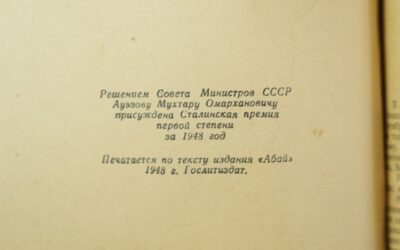 Решением Совета Министров СССР
Ауэзову Мухтару Омархановичу
присуждена Сталинская премия
первой степени
за 1948 год
Печатается по тексту издания «Абай»
1948 г. Гослитиздат.